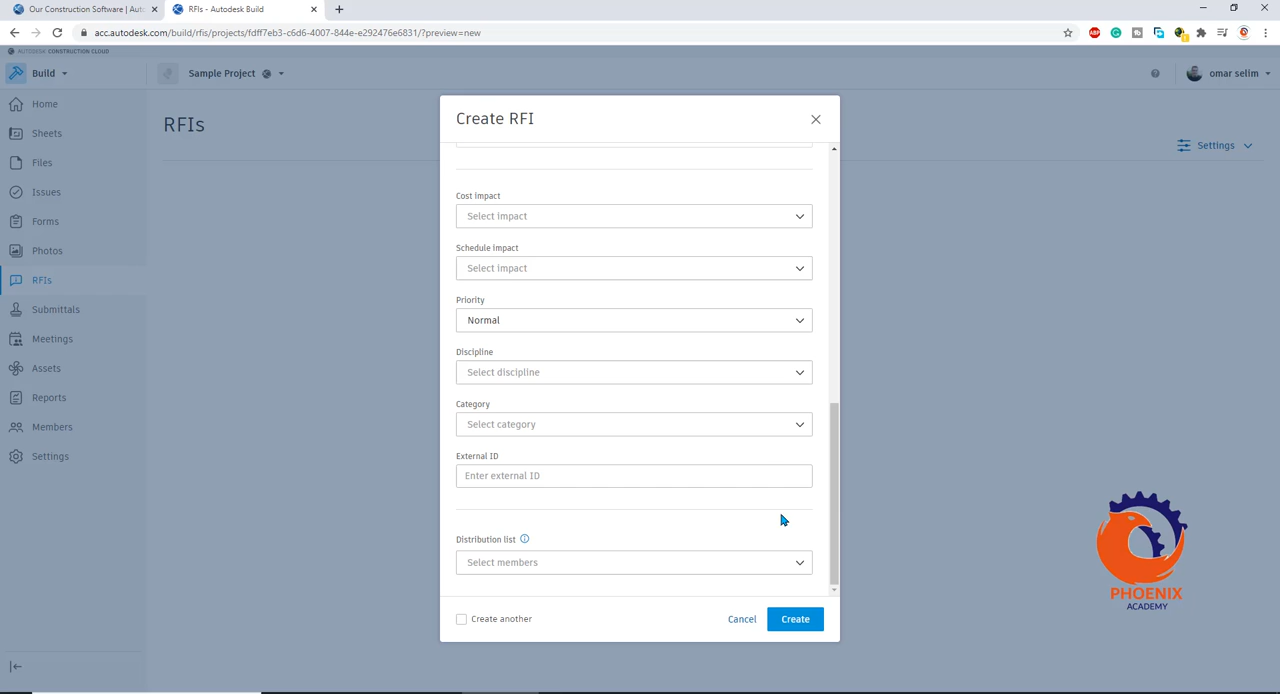 Our Construction Software | Aut
RFIs - Autodesk Build
acc.autodesk.com/build/rfis/projects/fdff7eb3-c6d6-4007-844e-e292476e6831/?preview=new
ABP
AUTODESK CONSTRUCTION CLOUD
Build
Sample Project
omar selim
Home
Sheets
Files
Issues
Forms
Photos
RFIs
Submittals
Meetings
Assets
Reports
Members
Settings
RFIs
Settings
Create RFI
Cost impact
Select impact
Schedule impact
Select impact
Priority
Normal
Discipline
Select discipline
Category
Select category
External ID
Enter external ID
Distribution list
Select members
Create another
Cancel
Create
PHOENIX
ACADEMY